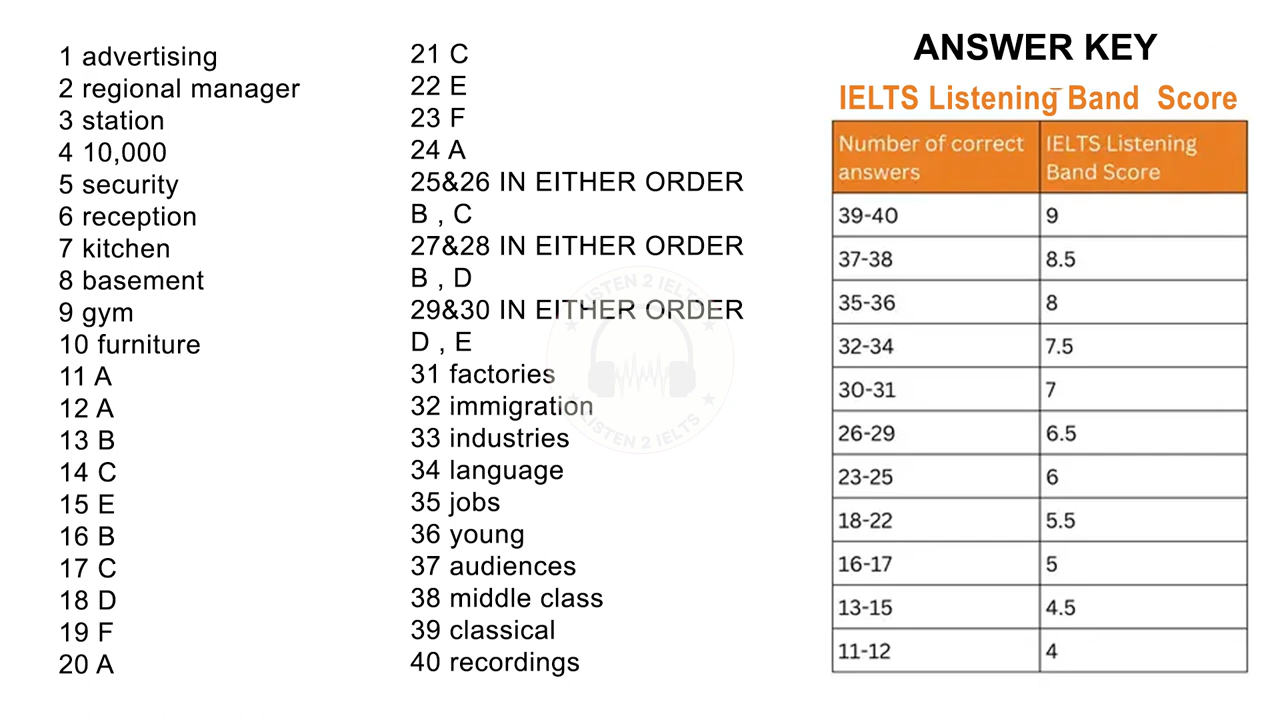 1 advertising
2 regional manager
3 station
4 10,000
5 security
6 reception
7 kitchen
8 basement
9 gym
10 furniture
11 A
12 A
13 B
14 C
15 E
16 B
17 C
18 D
19 F
20 A
21 C
22 E
23 F
24 A
25&26 IN EITHER ORDER
B , C
27&28 IN EITHER ORDER
B , D
29&30 IN EITHER ORDER
D , E
31 factories
32 immigration
33 industries
34 language
35 jobs
36 young
37 audiences
38 middle class
39 classical
40 recordings
LISTEN 2 IELTS
LISTEN 2 IELTS
ANSWER KEY
IELTS Listening Band Score
Number of correct answers IELTS Listening Band Score
39-40 9
37-38 8.5
35-36 8
32-34 7.5
30-31 7
26-29 6.5
23-25 6
18-22 5.5
16-17 5
13-15 4.5
11-12 4